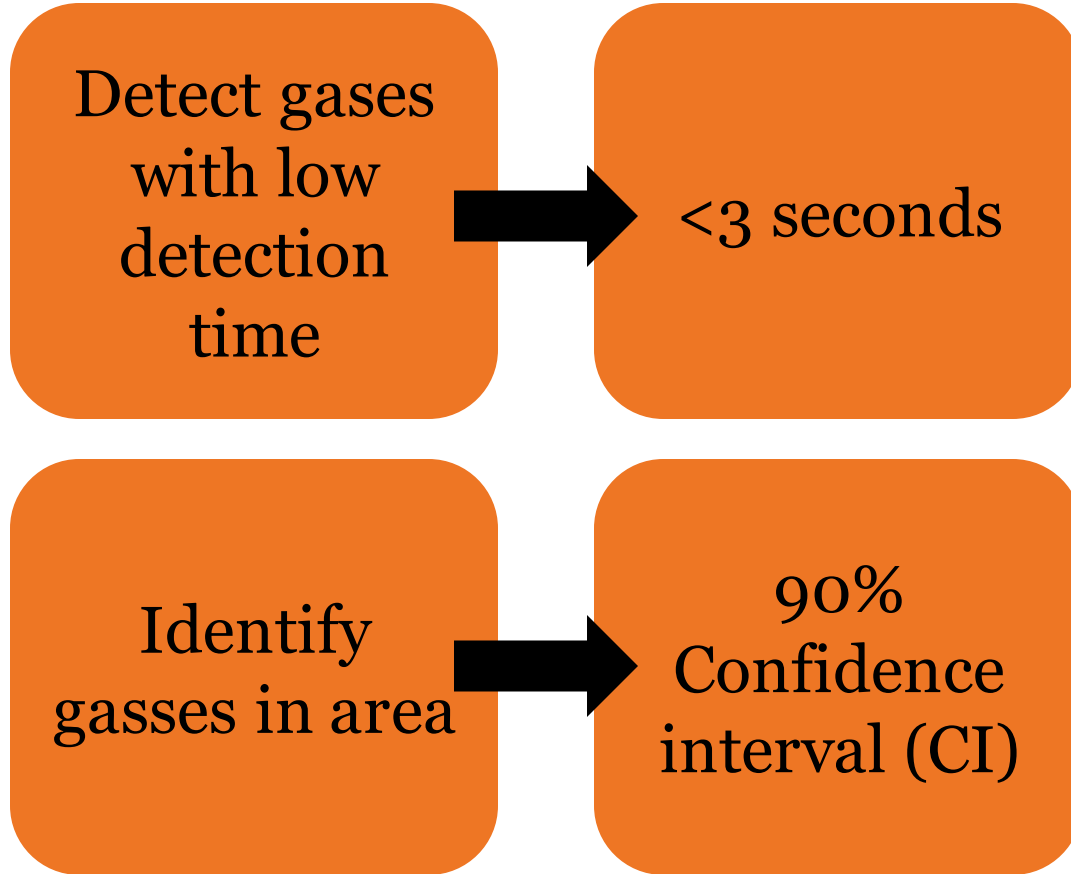 Detect gases
with low
detection
time
<3 seconds
Identify
gasses in area
90%
Confidence
interval (CI)